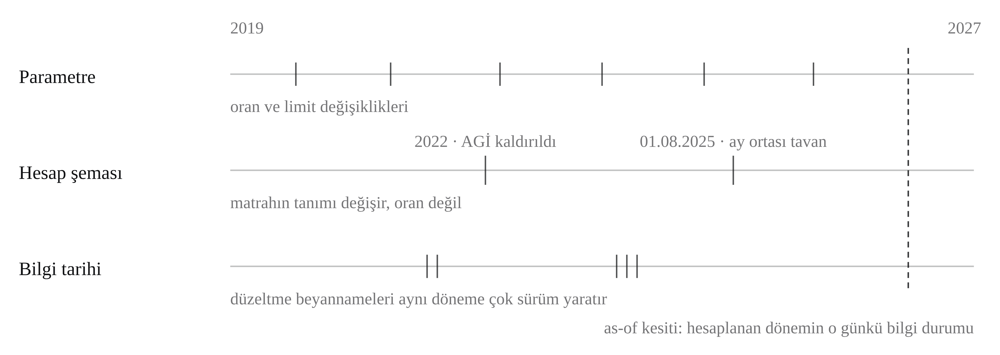 2019
2027
Parametre
oran ve limit değişiklikleri
2022 · AGİ kaldırıldı
01.08.2025 · ay ortası tavan
Hesap şeması
matrahın tanımı değişir, oran değil
Bilgi tarihi
düzeltme beyannameleri aynı döneme çok sürüm yaratır
as-of kesiti: hesaplanan dönemin o günkü bilgi durumu